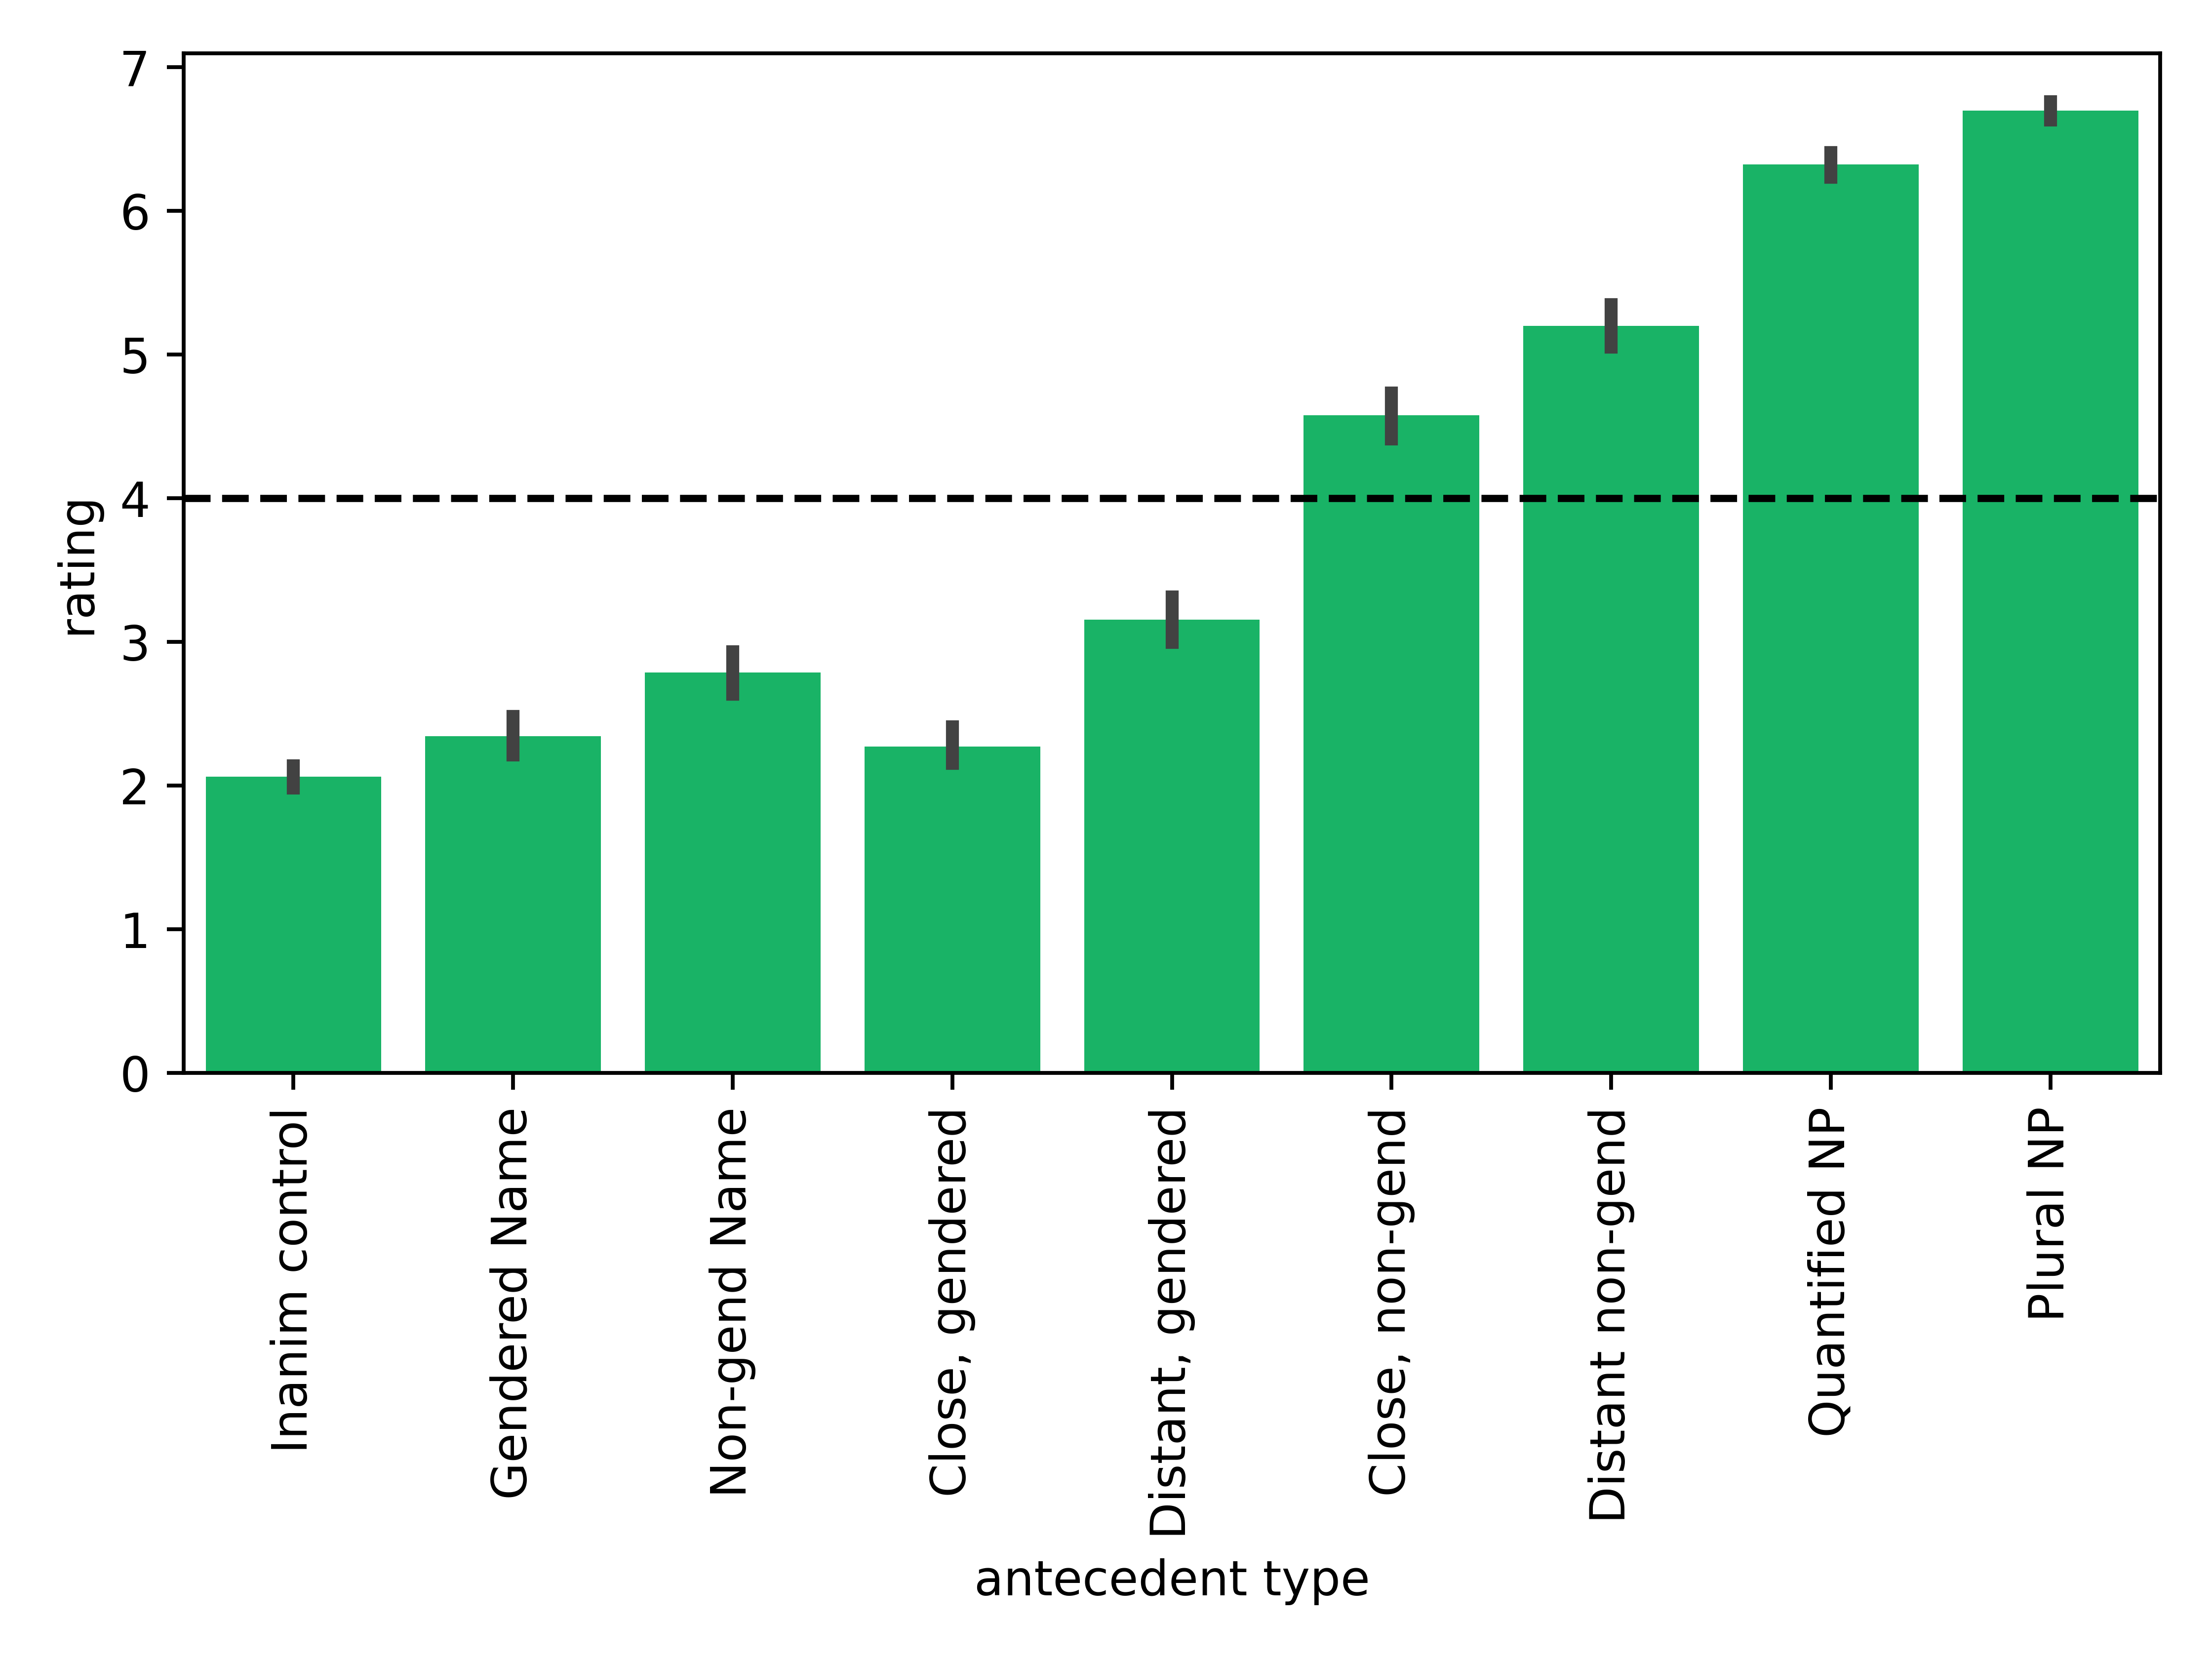 7
6
5
4
3
2
1
0
rating
Inanim control
Gendered Name
Non-gend Name
Close, gendered
Distant, gendered
Close, non-gend
Distant non-gend
Quantified NP
Plural NP
antecedent type